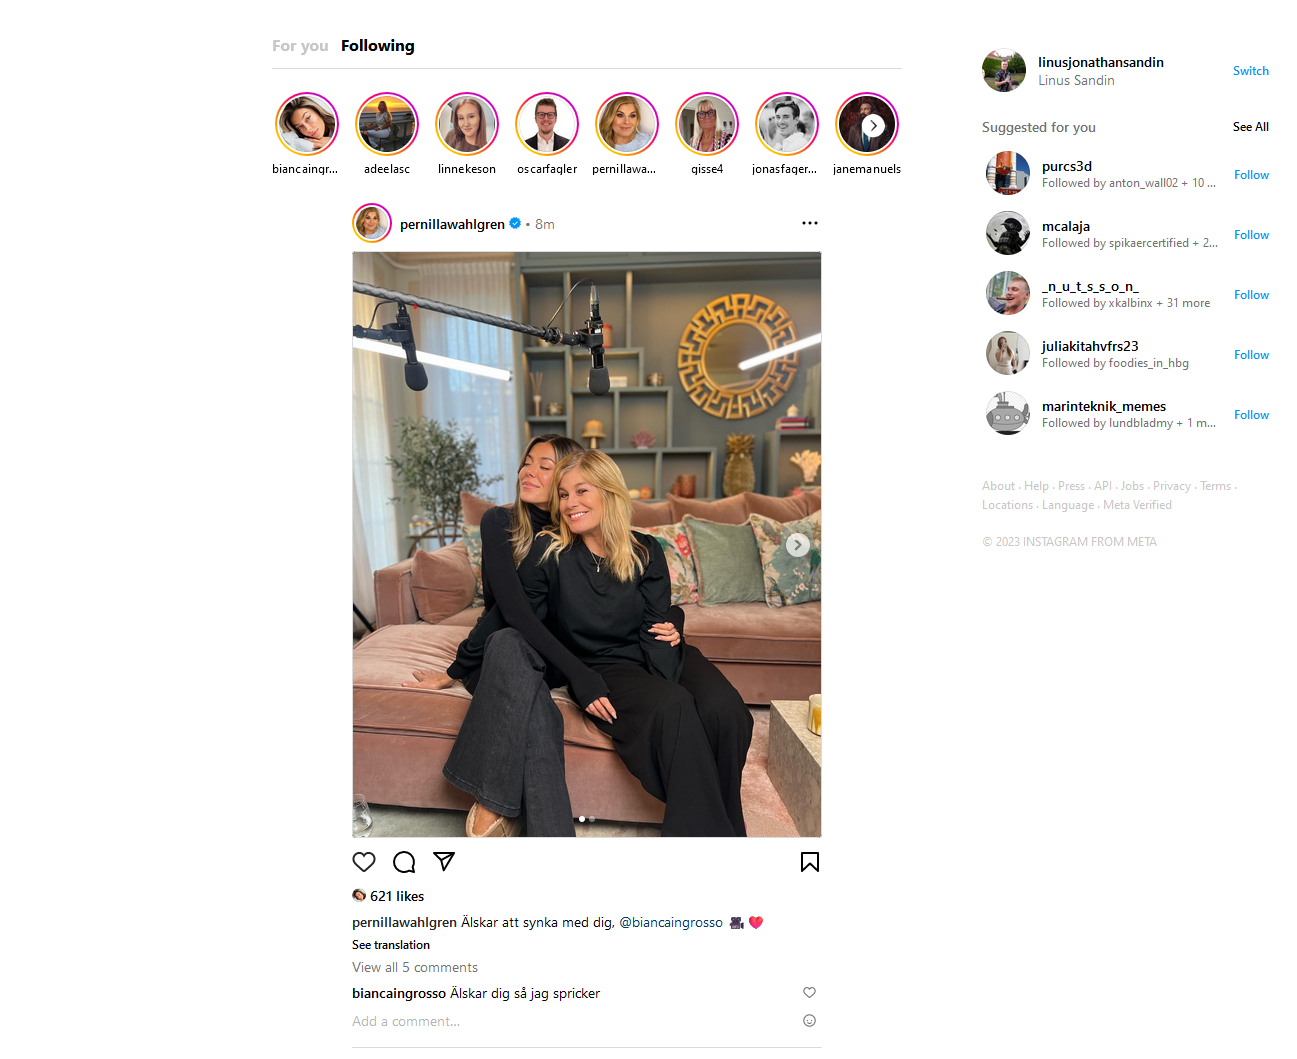 For you Following
biancaingr... adeelasc linnekeson oscarfagler pernillawa... gisse4 jonasfager... janemanuels
pernillawahlgren • 8m
621 likes
pernillawahlgren Älskar att synka med dig, @biancaingrosso 🎥❤️
See translation
View all 5 comments
biancaingrosso Älskar dig så jag spricker
Add a comment...
linusjonathansandin
Linus Sandin
Switch
Suggested for you See All
purcs3d
Followed by anton_wall02 + 10 ...
Follow
mcalaja
Followed by spikaercertified + 2...
Follow
_n_u_t_s_s_o_n_
Followed by xkalbinx + 31 more
Follow
juliakitahvfrs23
Followed by foodies_in_hbg
Follow
marinteknik_memes
Followed by lundbladmy + 1 m...
Follow
About · Help · Press · API · Jobs · Privacy · Terms ·
Locations · Language · Meta Verified
© 2023 INSTAGRAM FROM META